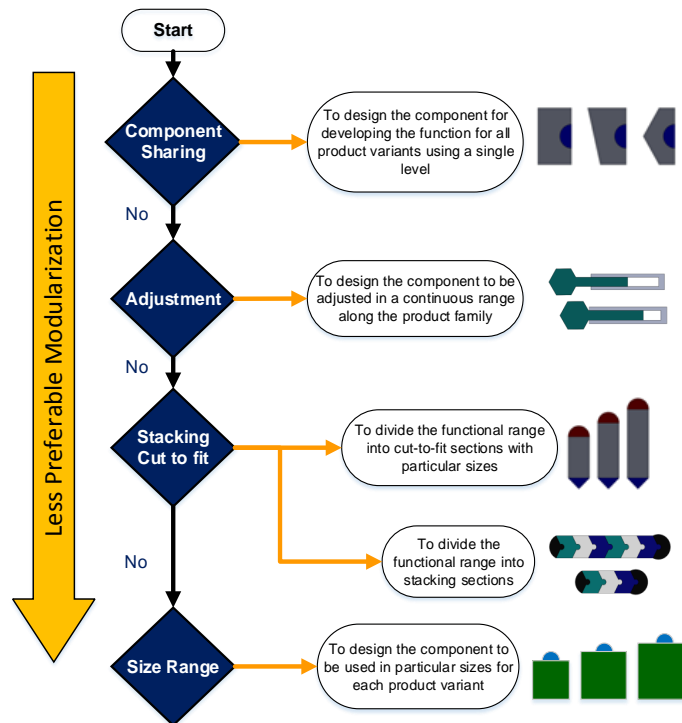 Start
Component
Sharing
To design the component for
developing the function for all
product variants using a single
level
No
Adjustment
To design the component to be
adjusted in a continuous range
along the product family
No
Stacking
Cut to fit
To divide the functional range
into cut-to-fit sections with
particular sizes
No
To divide the
functional range into
stacking sections
Size Range
To design the component to
be used in particular sizes for
each product variant
Less Preferable Modularization